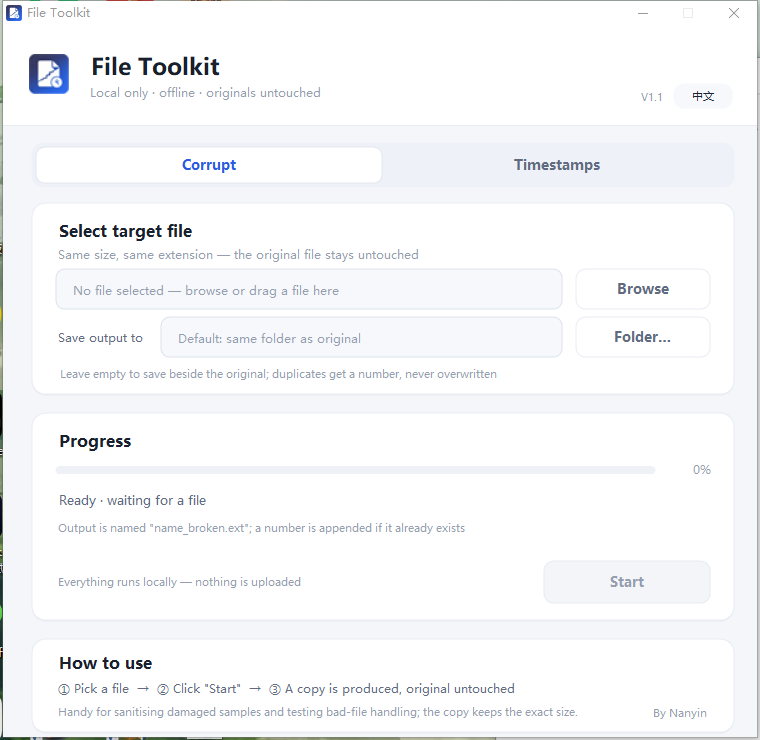 File Toolkit
File Toolkit
Local only · offline · originals untouched
V1.1
中文
Corrupt
Timestamps
Select target file
Same size, same extension — the original file stays untouched
No file selected — browse or drag a file here
Browse
Save output to
Default: same folder as original
Folder...
Leave empty to save beside the original; duplicates get a number, never overwritten
Progress
0%
Ready · waiting for a file
Output is named "name_broken.ext"; a number is appended if it already exists
Everything runs locally — nothing is uploaded
Start
How to use
① Pick a file → ② Click "Start" → ③ A copy is produced, original untouched
Handy for sanitising damaged samples and testing bad-file handling; the copy keeps the exact size.
By Nanyin